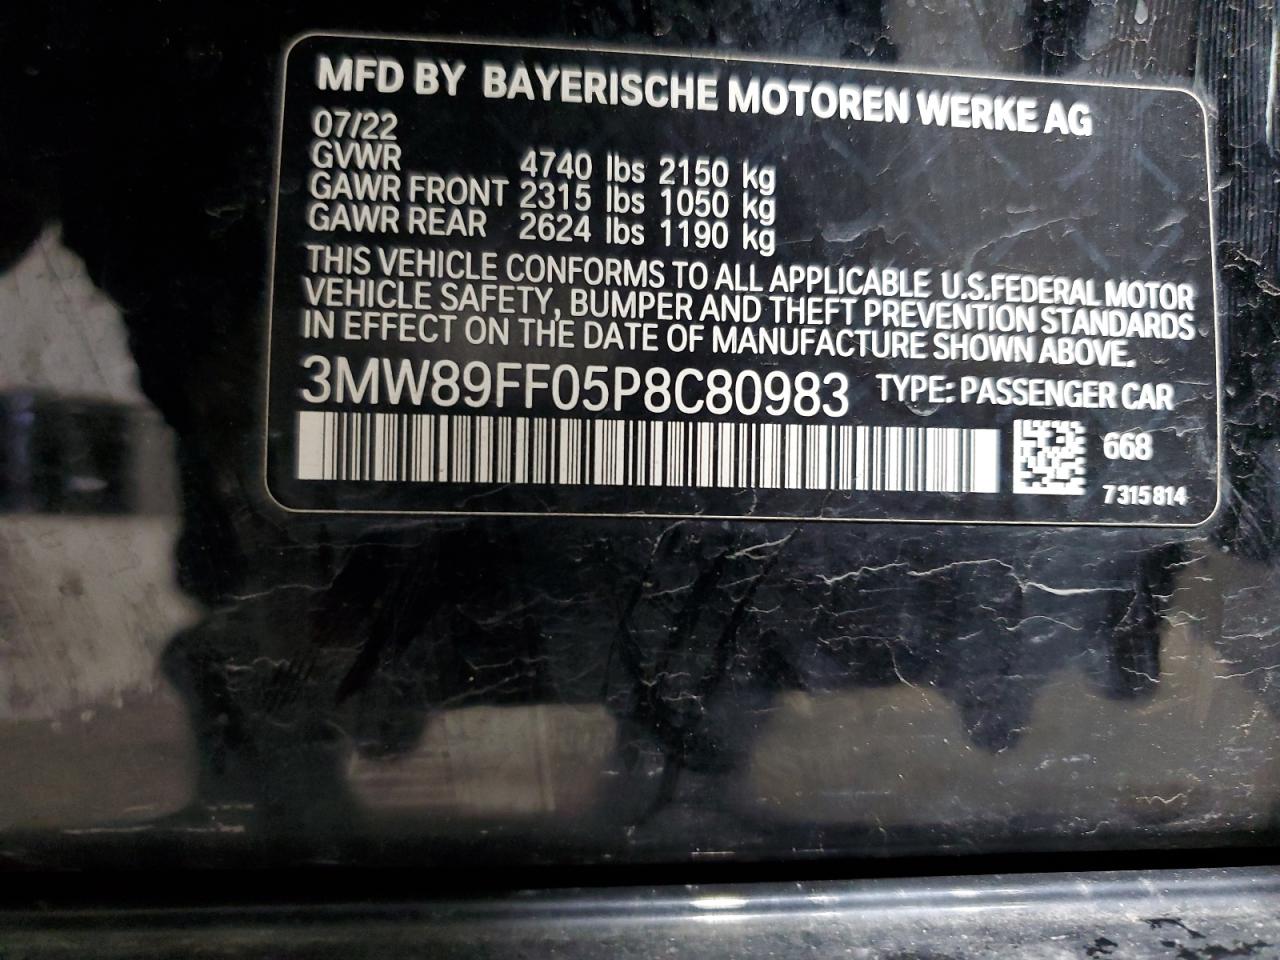 MFD BY BAYERISCHE MOTOREN WERKE AG
07/22
GVWR 4740 lbs 2150 kg
GAWR FRONT 2315 lbs 1050 kg
GAWR REAR 2624 lbs 1190 kg
THIS VEHICLE CONFORMS TO ALL APPLICABLE U.S.FEDERAL MOTOR
VEHICLE SAFETY, BUMPER AND THEFT PREVENTION STANDARDS
IN EFFECT ON THE DATE OF MANUFACTURE SHOWN ABOVE.
3MW89FF05P8C80983 TYPE: PASSENGER CAR
668
7 315 814